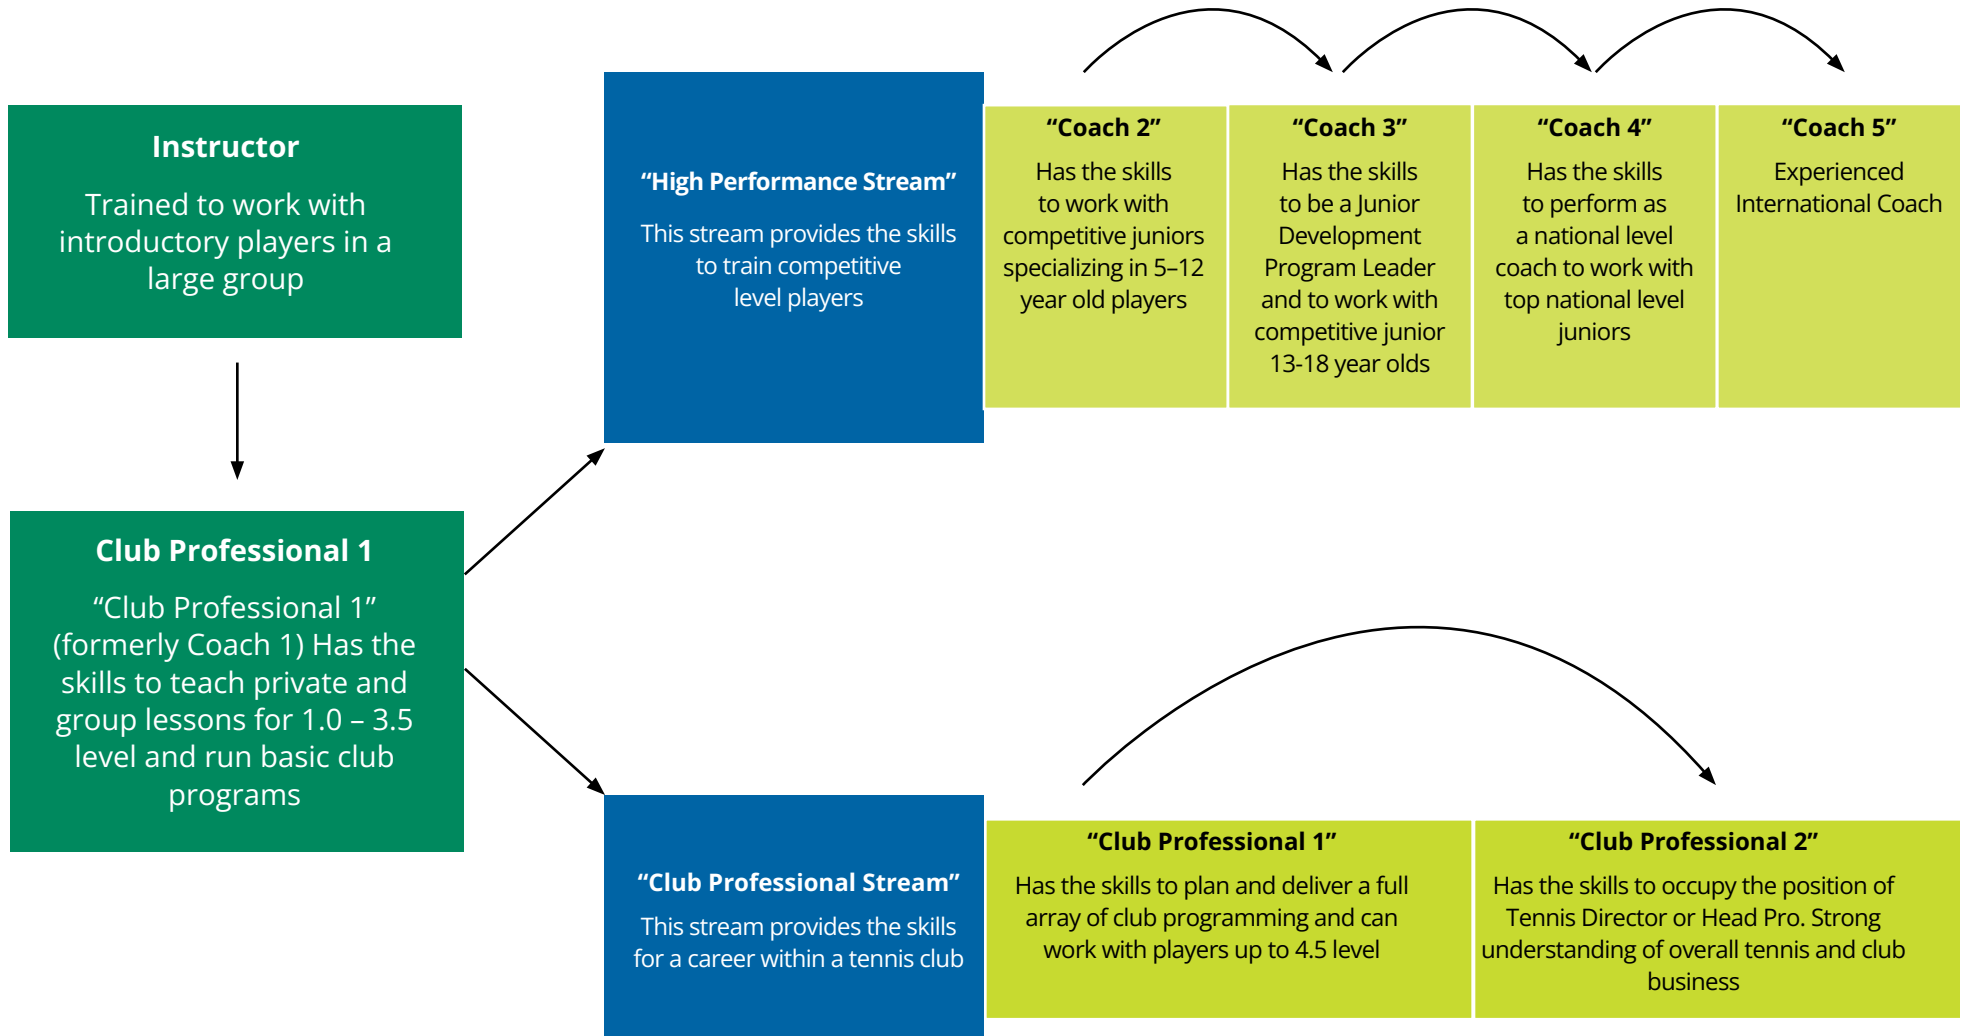 Instructor
Trained to work with
introductory players in a
large group
Club Professional 1
“Club Professional 1”
(formerly Coach 1) Has the
skills to teach private and
group lessons for 1.0 – 3.5
level and run basic club
programs
“High Performance Stream”
This stream provides the skills
to train competitive
level players
“Coach 2”
Has the skills
to work with
competitive juniors
specializing in 5–12
year old players
“Coach 3”
Has the skills
to be a Junior
Development
Program Leader
and to work with
competitive junior
13-18 year olds
“Coach 4”
Has the skills
to perform as
a national level
coach to work with
top national level
juniors
“Coach 5”
Experienced
International Coach
“Club Professional Stream”
This stream provides the skills
for a career within a tennis club
“Club Professional 1”
Has the skills to plan and deliver a full
array of club programming and can
work with players up to 4.5 level
“Club Professional 2”
Has the skills to occupy the position of
Tennis Director or Head Pro. Strong
understanding of overall tennis and club
business